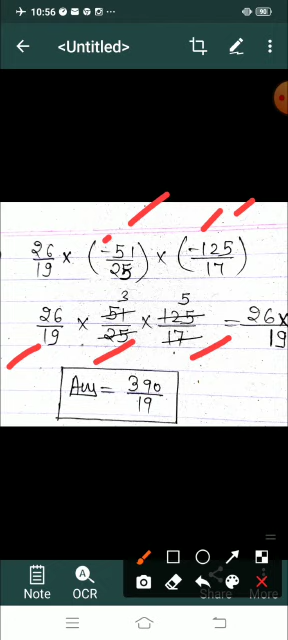 10:56 90
<Untitled>
26/19 × (-51/25) × (-125/17)
3 5
26/19 × 51/25 × 125/17 = 26×/19
Ans = 390/19
Note OCR Share More